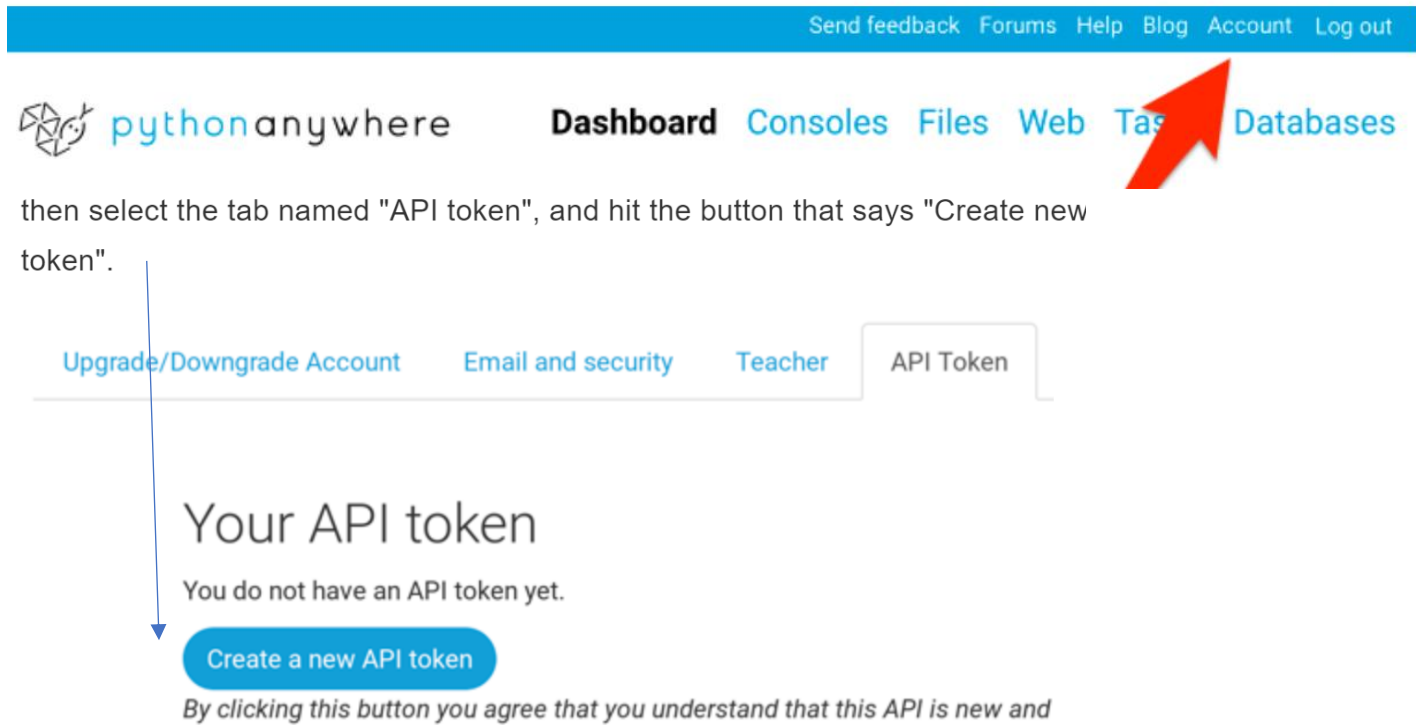 Send feedback Forums Help Blog Account Log out
pythonanywhere Dashboard Consoles Files Web Databases
then select the tab named "API token", and hit the button that says "Create new
token".
Upgrade/Downgrade Account Email and security Teacher API Token
Your API token
You do not have an API token yet.
Create a new API token
By clicking this button you agree that you understand that this API is new and